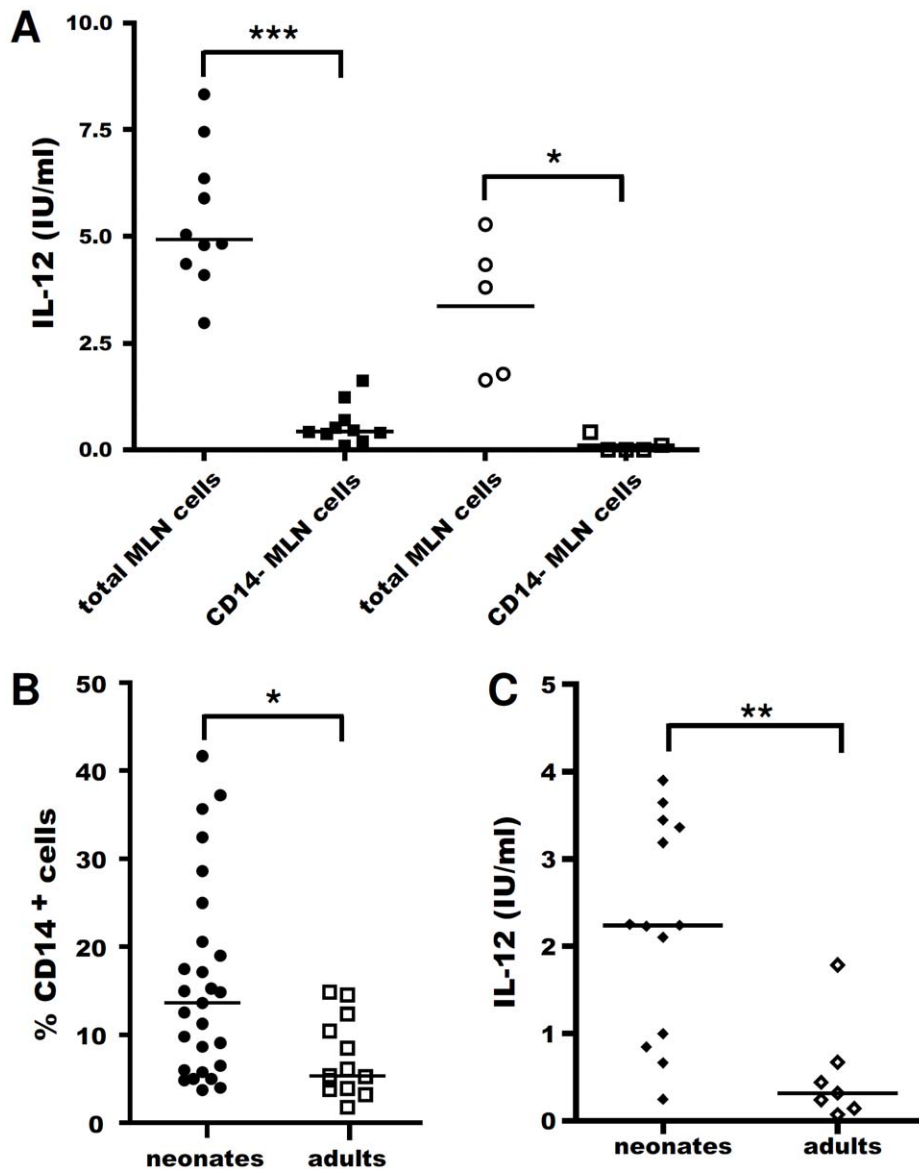 A
***
*
10.0
7.5
5.0
2.5
0.0
IL-12 (IU/ml)
total MLN cells
CD14- MLN cells
total MLN cells
CD14- MLN cells
B
*
50
40
30
20
10
0
% CD14+ cells
neonates
adults
C
**
5
4
3
2
1
0
IL-12 (IU/ml)
neonates
adults